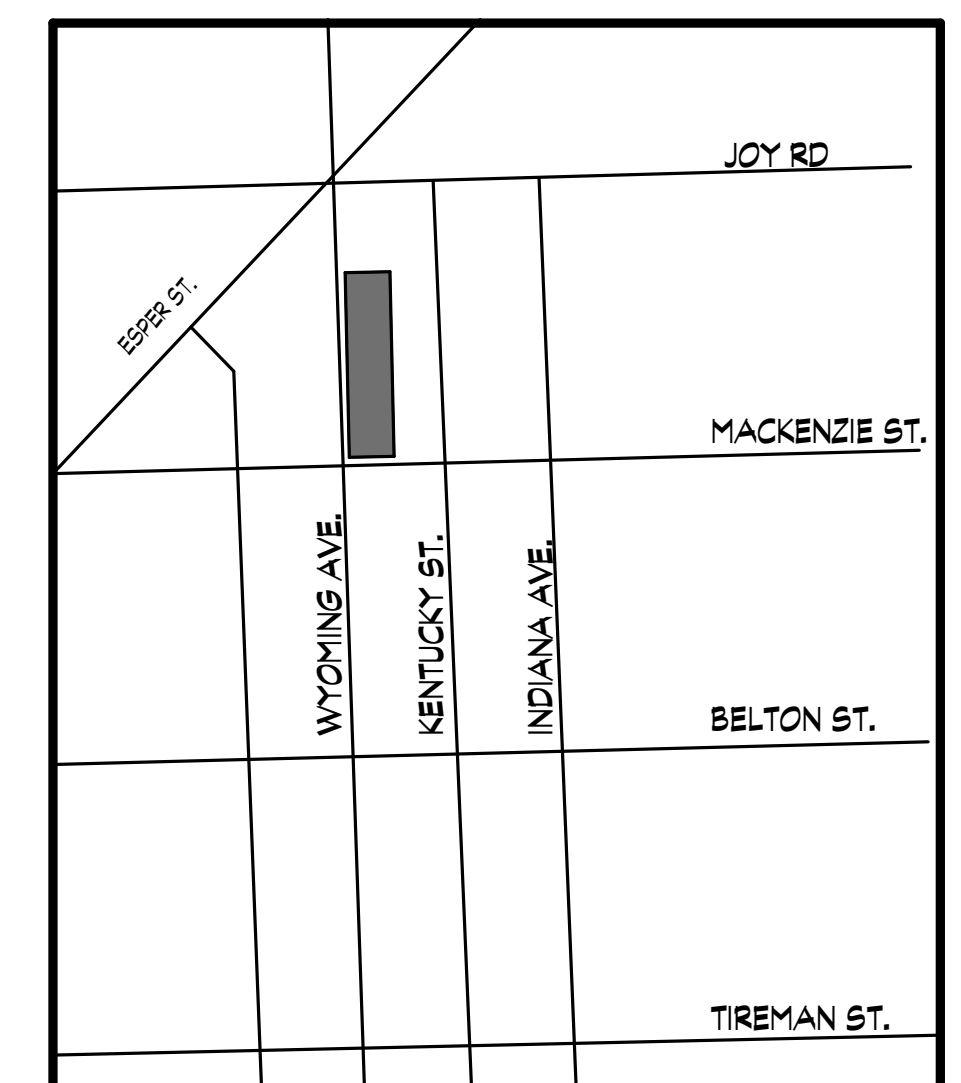 JOY RD
ESPER ST.
MACKENZIE ST.
WYOMING AVE.
KENTUCKY ST.
INDIANA AVE.
BELTON ST.
TIREMAN ST.